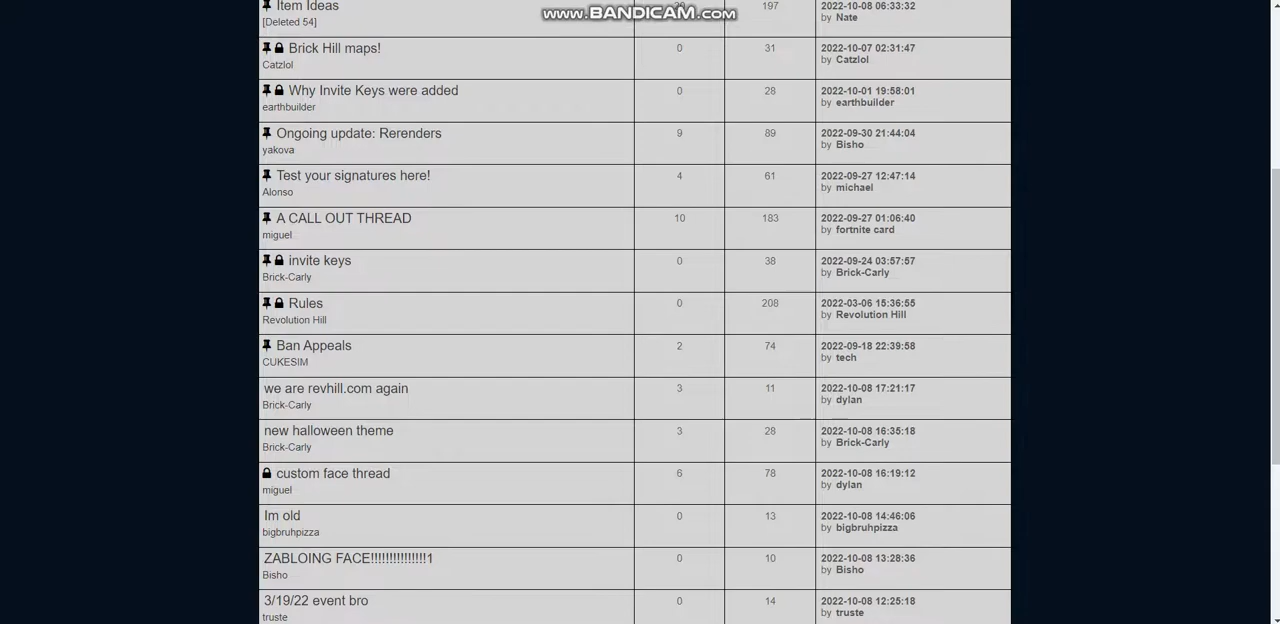 Item Ideas 197 2022-10-08 06:33:32
[Deleted 54] by Nate
www.BANDICAM.com
Brick Hill maps! 0 31 2022-10-07 02:31:47
Catzlol by Catzlol
Why Invite Keys were added 0 28 2022-10-01 19:58:01
earthbuilder by earthbuilder
Ongoing update: Rerenders 9 89 2022-09-30 21:44:04
yakova by Bisho
Test your signatures here! 4 61 2022-09-27 12:47:14
Alonso by michael
A CALL OUT THREAD 10 183 2022-09-27 01:06:40
miguel by fortnite card
invite keys 0 38 2022-09-24 03:57:57
Brick-Carly by Brick-Carly
Rules 0 208 2022-03-06 15:36:55
Revolution Hill by Revolution Hill
Ban Appeals 2 74 2022-09-18 22:39:58
CUKESIM by tech
we are revhill.com again 3 11 2022-10-08 17:21:17
Brick-Carly by dylan
new halloween theme 3 28 2022-10-08 16:35:18
Brick-Carly by Brick-Carly
custom face thread 6 78 2022-10-08 16:19:12
miguel by dylan
Im old 0 13 2022-10-08 14:46:06
bigbruhpizza by bigbruhpizza
ZABLOING FACE!!!!!!!!!!!!!!!1 0 10 2022-10-08 13:28:36
Bisho by Bisho
3/19/22 event bro 0 14 2022-10-08 12:25:18
truste by truste